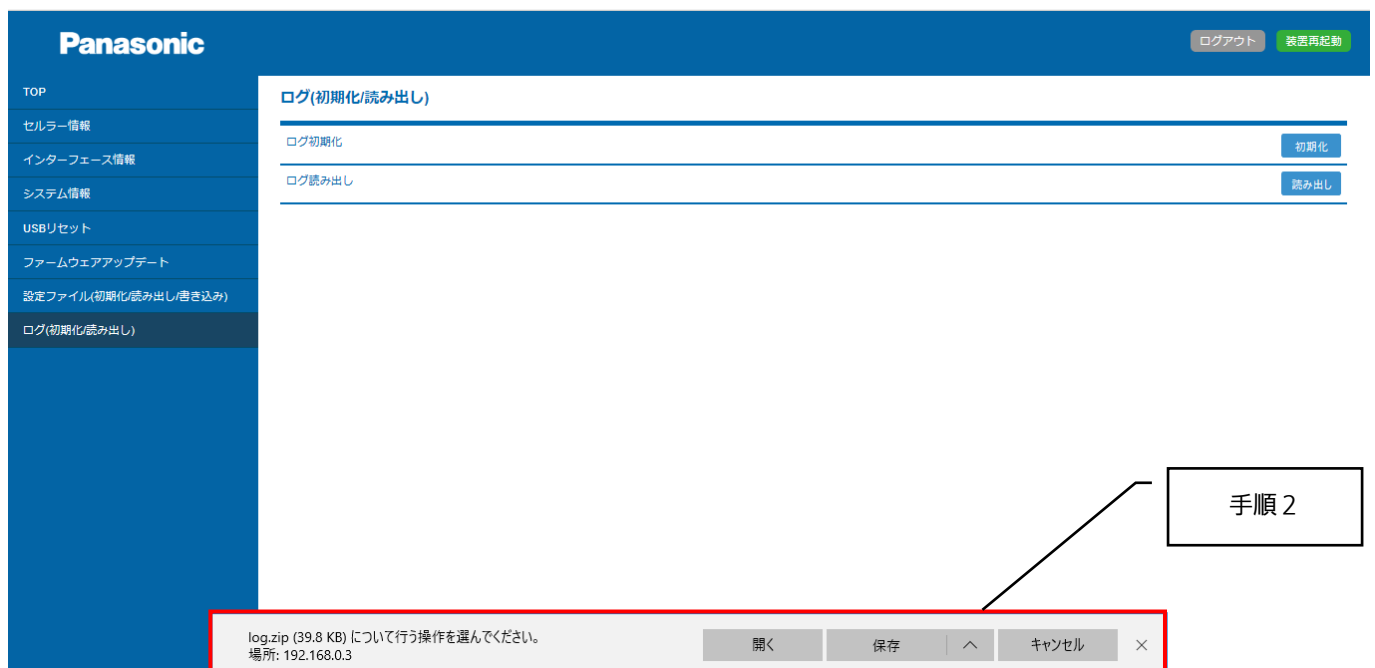 Panasonic
ログアウト 装置再起動
TOP
セルラー情報
インターフェース情報
システム情報
USBリセット
ファームウェアアップデート
設定ファイル(初期化/読み出し/書き込み)
ログ(初期化/読み出し)
ログ(初期化/読み出し)
ログ初期化 初期化
ログ読み出し 読み出し
手順2
log.zip (39.8 KB) について行う操作を選んでください。
場所: 192.168.0.3
開く 保存 キャンセル